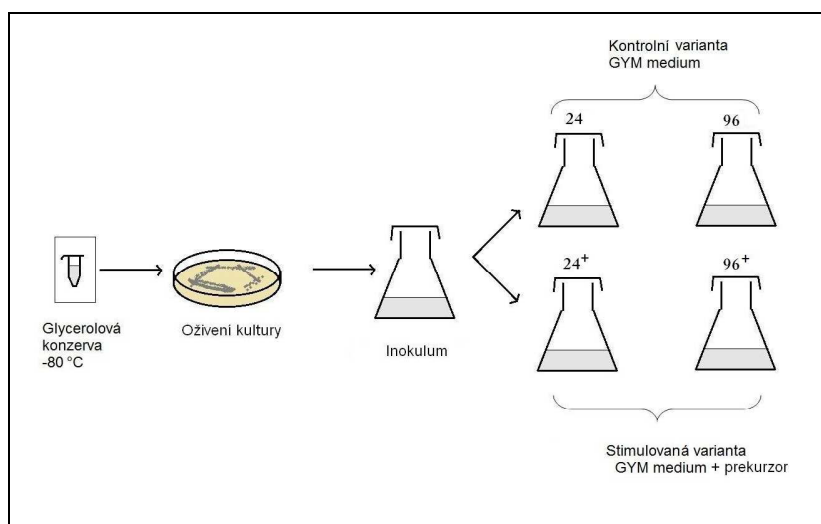 Kontrolní varianta
GYM medium
24
96
24+
96+
Glycerolová
konzerva
-80 °C
Oživení kultury
Inokulum
Stimulovaná varianta
GYM medium + prekurzor